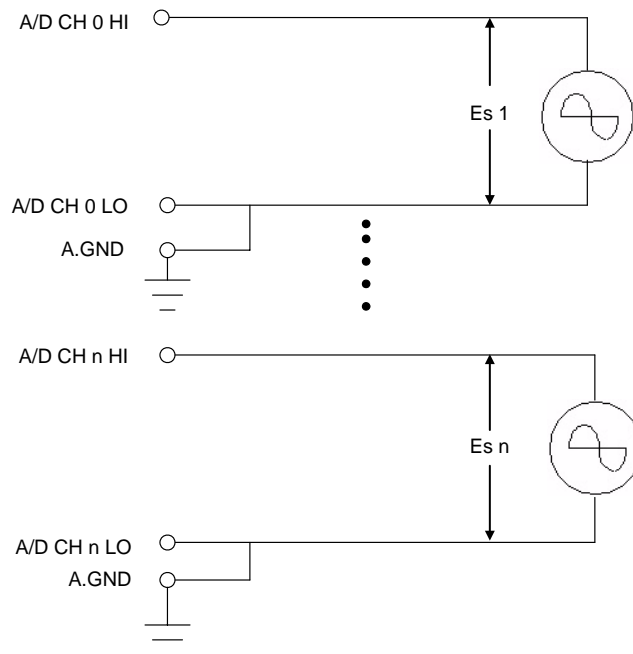 A/D CH 0 HI
Es 1
A/D CH 0 LO
A.GND
A/D CH n HI
Es n
A/D CH n LO
A.GND